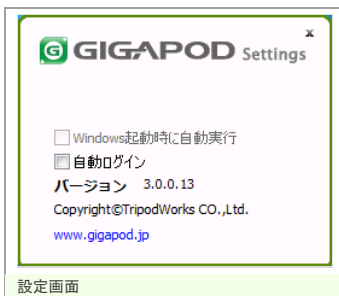 GIGAPOD Settings
x
Windows起動時に自動実行
自動ログイン
バージョン 3.0.0.13
Copyright©TripodWorks CO.,Ltd.
www.gigapod.jp
設定画面